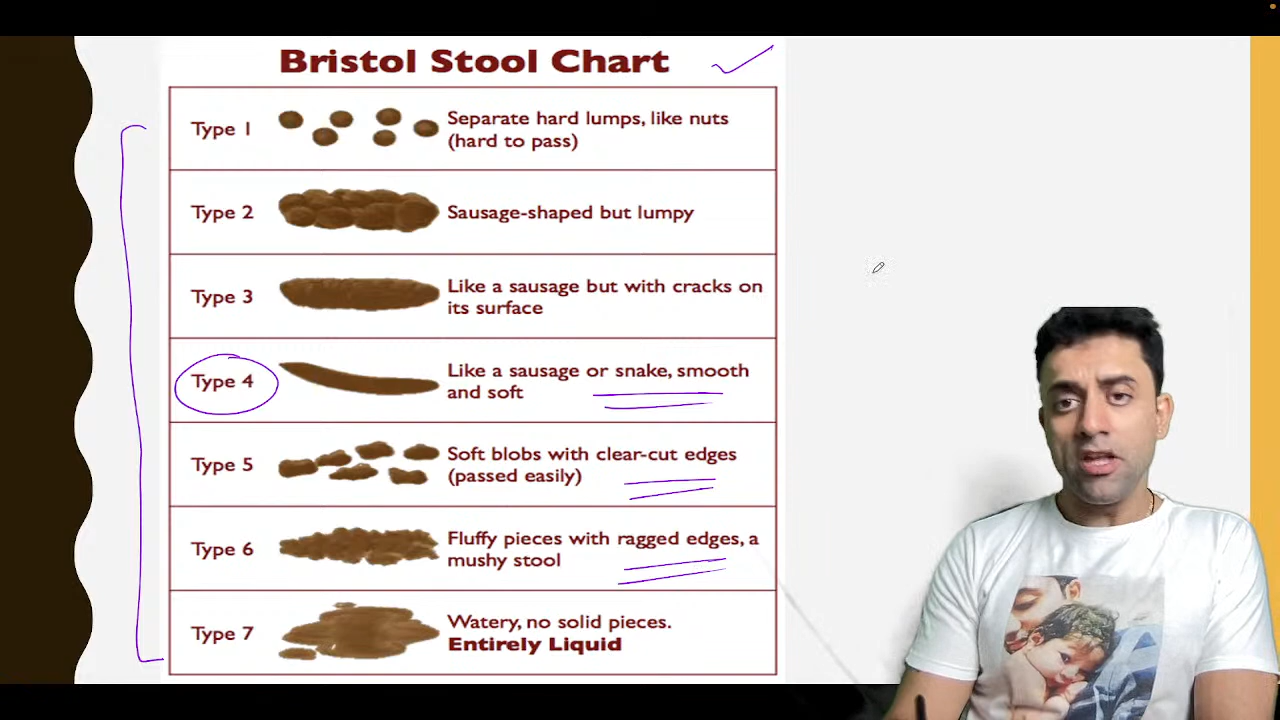 Bristol Stool Chart
Type 1
Separate hard lumps, like nuts
(hard to pass)
Type 2
Sausage-shaped but lumpy
Type 3
Like a sausage but with cracks on
its surface
Type 4
Like a sausage or snake, smooth
and soft
Type 5
Soft blobs with clear-cut edges
(passed easily)
Type 6
Fluffy pieces with ragged edges, a
mushy stool
Type 7
Watery, no solid pieces.
Entirely Liquid